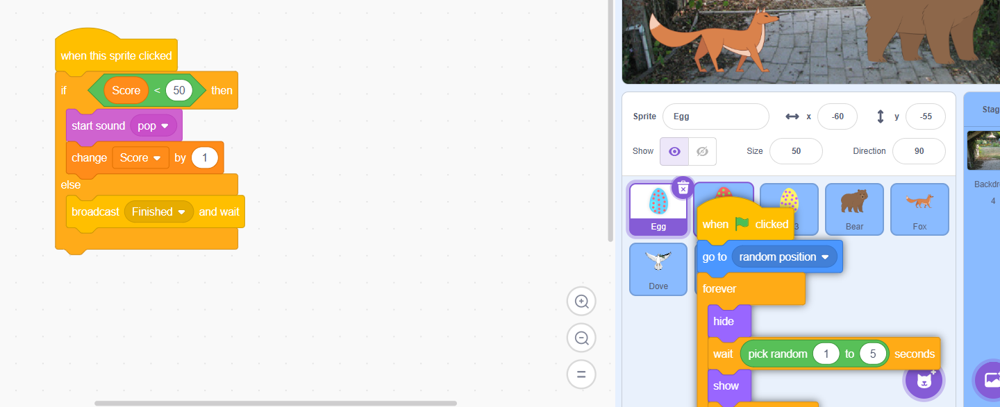 when this sprite clicked
if Score < 50 then
start sound pop
change Score by 1
else
broadcast Finished and wait
Stag
Sprite Egg x -60 y -55
Show Size 50 Direction 90
Backdr
4
Egg 3 Bear Fox
Dove
when clicked
go to random position
forever
hide
wait pick random 1 to 5 seconds
show